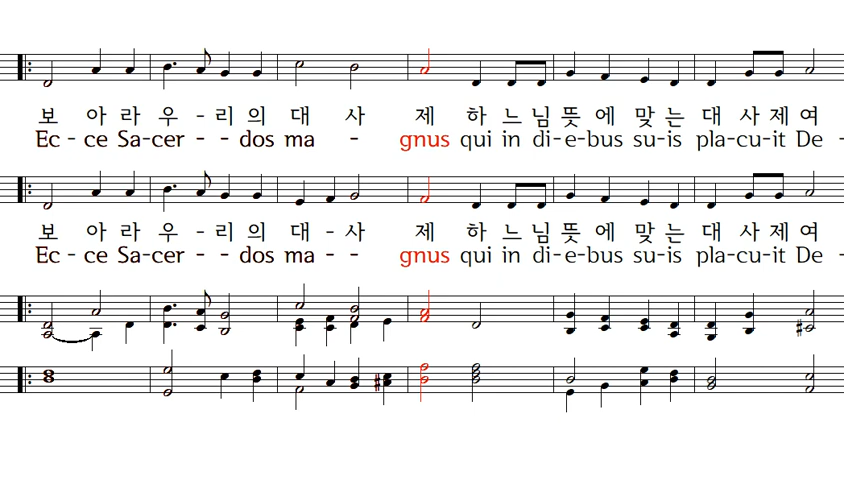 보 아 라 우 - 리 의 대 사 제 하 느 님 뜻 에 맞 는 대 사 제 여
Ec - ce Sa-cer - - dos ma - gnus qui in di-e-bus su-is pla-cu-it De -
보 아 라 우 - 리 의 대 - 사 제 하 느 님 뜻 에 맞 는 대 사 제 여
Ec - ce Sa-cer - - dos ma - - gnus qui in di-e-bus su-is pla-cu-it De -